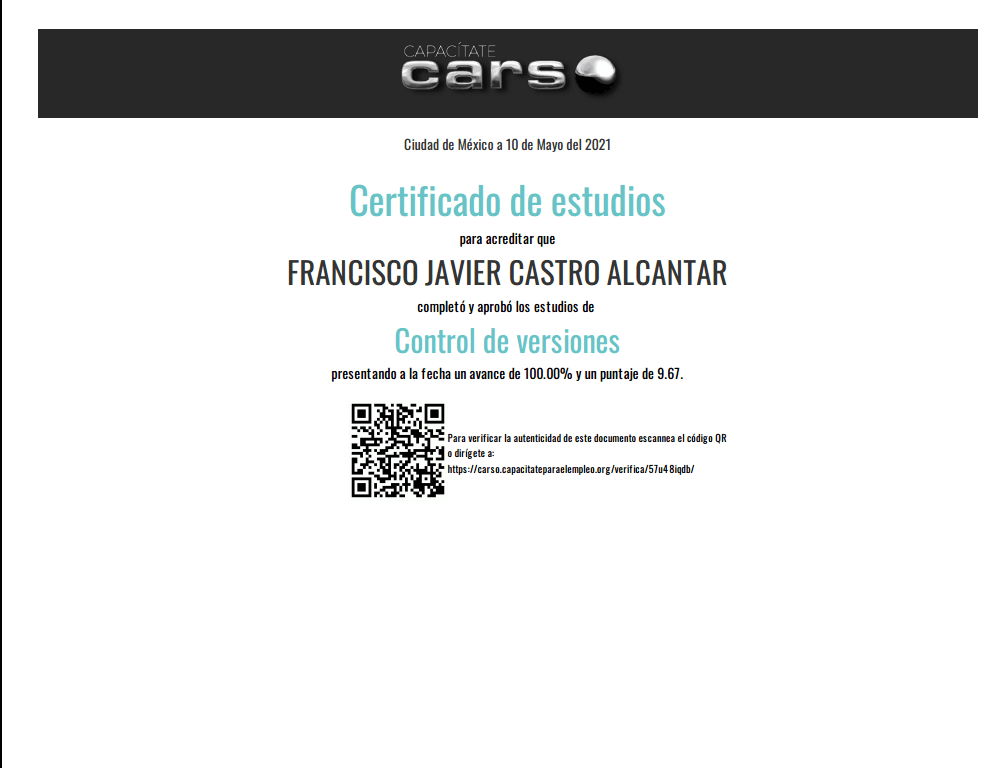 CAPACÍTATE
carso
Ciudad de México a 10 de Mayo del 2021
Certificado de estudios
para acreditar que
FRANCISCO JAVIER CASTRO ALCANTAR
completó y aprobó los estudios de
Control de versiones
presentando a la fecha un avance de 100.00% y un puntaje de 9.67.
Para verificar la autenticidad de este documento escannea el código QR
o dirígete a:
https://carso.capacitateparaelempleo.org/verifica/57u48iqdb/